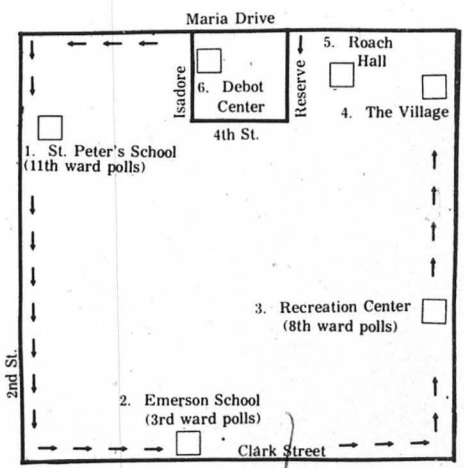 Maria Drive
5. Roach
Hall
Isadore
6. Debot
Center
Reserve
4. The Village
4th St.
1. St. Peter's School
(11th ward polls)
3. Recreation Center
(8th ward polls)
2nd St.
2. Emerson School
(3rd ward polls)
Clark Street